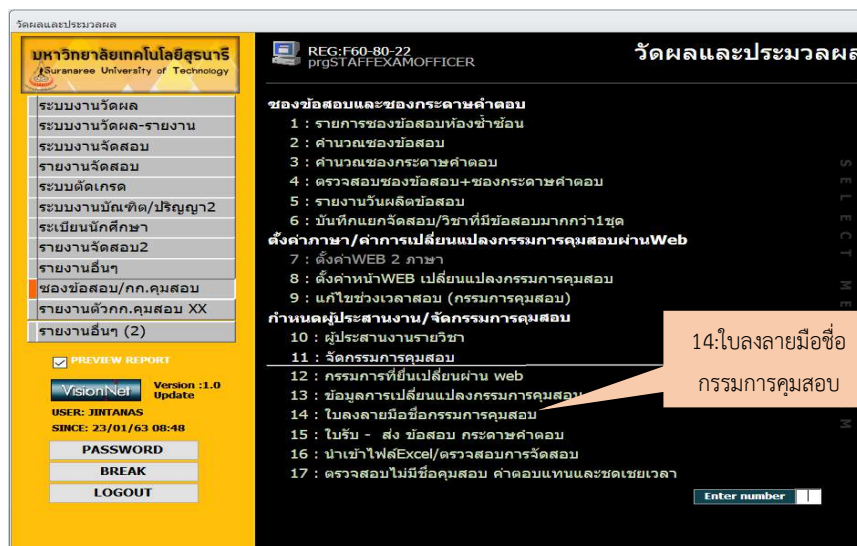 วัดผลและประมวลผล
มหาวิทยาลัยเทคโนโลยีสุรนารี
Suranaree University of Technology
ระบบงานวัดผล
ระบบงานวัดผล-รายงาน
ระบบงานจัดสอบ
รายงานจัดสอบ
ระบบตัดเกรด
ระบบงานบัณฑิต/ปริญญา2
ระเบียนนักศึกษา
รายงานจัดสอบ2
รายงานอื่นๆ
ซองข้อสอบ/กก.คุมสอบ
รายงานตัวกก.คุมสอบ XX
รายงานอื่นๆ (2)
PREVIEW REPORT
VisionNet
Version :1.0
Update
USER: JINTANAS
SINCE: 23/01/63 08:48
PASSWORD
BREAK
LOGOUT
REG:F60-80-22
prgSTAFFEXAMOFFICER
วัดผลและประมวลผล
ซองข้อสอบและซองกระดาษคำตอบ
1 : รายการซองข้อสอบห้องซ้ำซ้อน
2 : คำนวณซองข้อสอบ
3 : คำนวณซองกระดาษคำตอบ
4 : ตรวจสอบซองข้อสอบ+ซองกระดาษคำตอบ
5 : รายงานวันผลิตข้อสอบ
6 : บันทึกแยกจัดสอบ/วิชาที่มีข้อสอบมากกว่า1ชุด
ตั้งค่าภาษา/ค่าการเปลี่ยนแปลงกรรมการคุมสอบผ่านWeb
7 : ตั้งค่าWEB 2 ภาษา
8 : ตั้งค่าหน้าWEB เปลี่ยนแปลงกรรมการคุมสอบ
9 : แก้ไขช่วงเวลาสอบ (กรรมการคุมสอบ)
กำหนดผู้ประสานงาน/จัดกรรมการคุมสอบ
10 : ผู้ประสานงานรายวิชา
11 : จัดกรรมการคุมสอบ
12 : กรรมการที่ยื่นเปลี่ยนผ่าน web
13 : ข้อมูลการเปลี่ยนแปลงกรรมการคุมสอบ
14 : ใบลงลายมือชื่อกรรมการคุมสอบ
15 : ใบรับ - ส่ง ข้อสอบ กระดาษคำตอบ
16 : นำเข้าไฟล์Excel/ตรวจสอบการจัดสอบ
17 : ตรวจสอบไม่มีชื่อคุมสอบ ค่าตอบแทนและชดเชยเวลา
Enter number
14:ใบลงลายมือชื่อ
กรรมการคุมสอบ